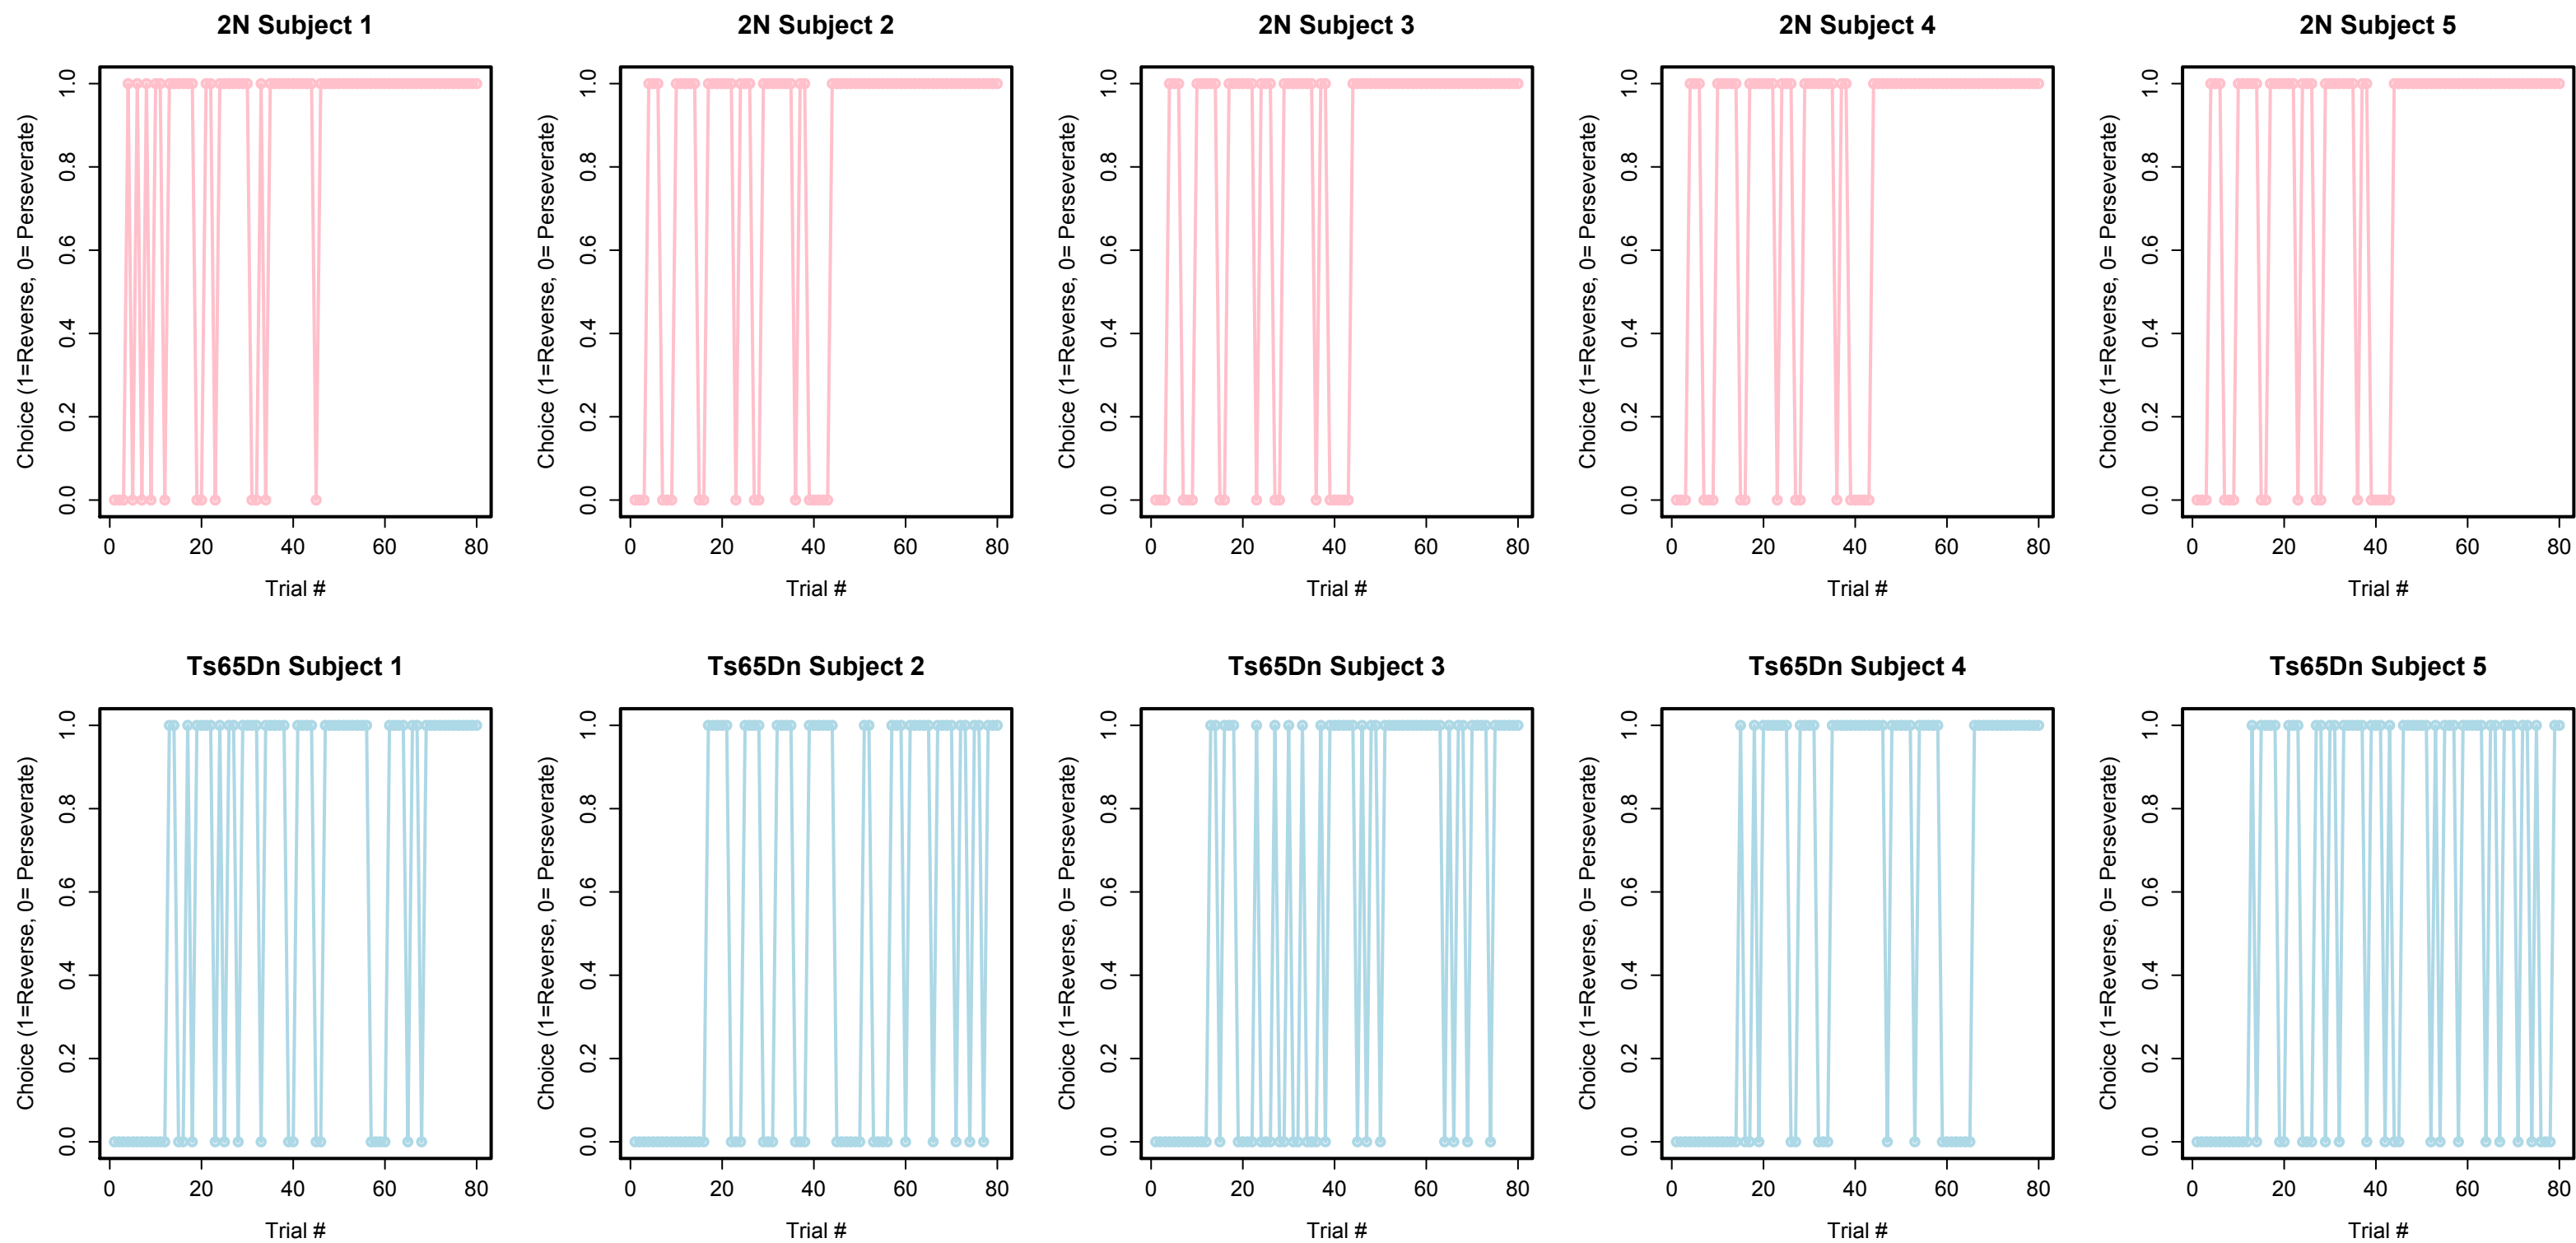 2N Subject 1
2N Subject 2
2N Subject 3
2N Subject 4
2N Subject 5
Choice (1=Reverse, 0= Perseverate)
0.0 0.2 0.4 0.6 0.8 1.0
0 20 40 60 80
Trial #
Choice (1=Reverse, 0= Perseverate)
0.0 0.2 0.4 0.6 0.8 1.0
0 20 40 60 80
Trial #
Choice (1=Reverse, 0= Perseverate)
0.0 0.2 0.4 0.6 0.8 1.0
0 20 40 60 80
Trial #
Choice (1=Reverse, 0= Perseverate)
0.0 0.2 0.4 0.6 0.8 1.0
0 20 40 60 80
Trial #
Choice (1=Reverse, 0= Perseverate)
0.0 0.2 0.4 0.6 0.8 1.0
0 20 40 60 80
Trial #
Ts65Dn Subject 1
Ts65Dn Subject 2
Ts65Dn Subject 3
Ts65Dn Subject 4
Ts65Dn Subject 5
Choice (1=Reverse, 0= Perseverate)
0.0 0.2 0.4 0.6 0.8 1.0
0 20 40 60 80
Trial #
Choice (1=Reverse, 0= Perseverate)
0.0 0.2 0.4 0.6 0.8 1.0
0 20 40 60 80
Trial #
Choice (1=Reverse, 0= Perseverate)
0.0 0.2 0.4 0.6 0.8 1.0
0 20 40 60 80
Trial #
Choice (1=Reverse, 0= Perseverate)
0.0 0.2 0.4 0.6 0.8 1.0
0 20 40 60 80
Trial #
Choice (1=Reverse, 0= Perseverate)
0.0 0.2 0.4 0.6 0.8 1.0
0 20 40 60 80
Trial #